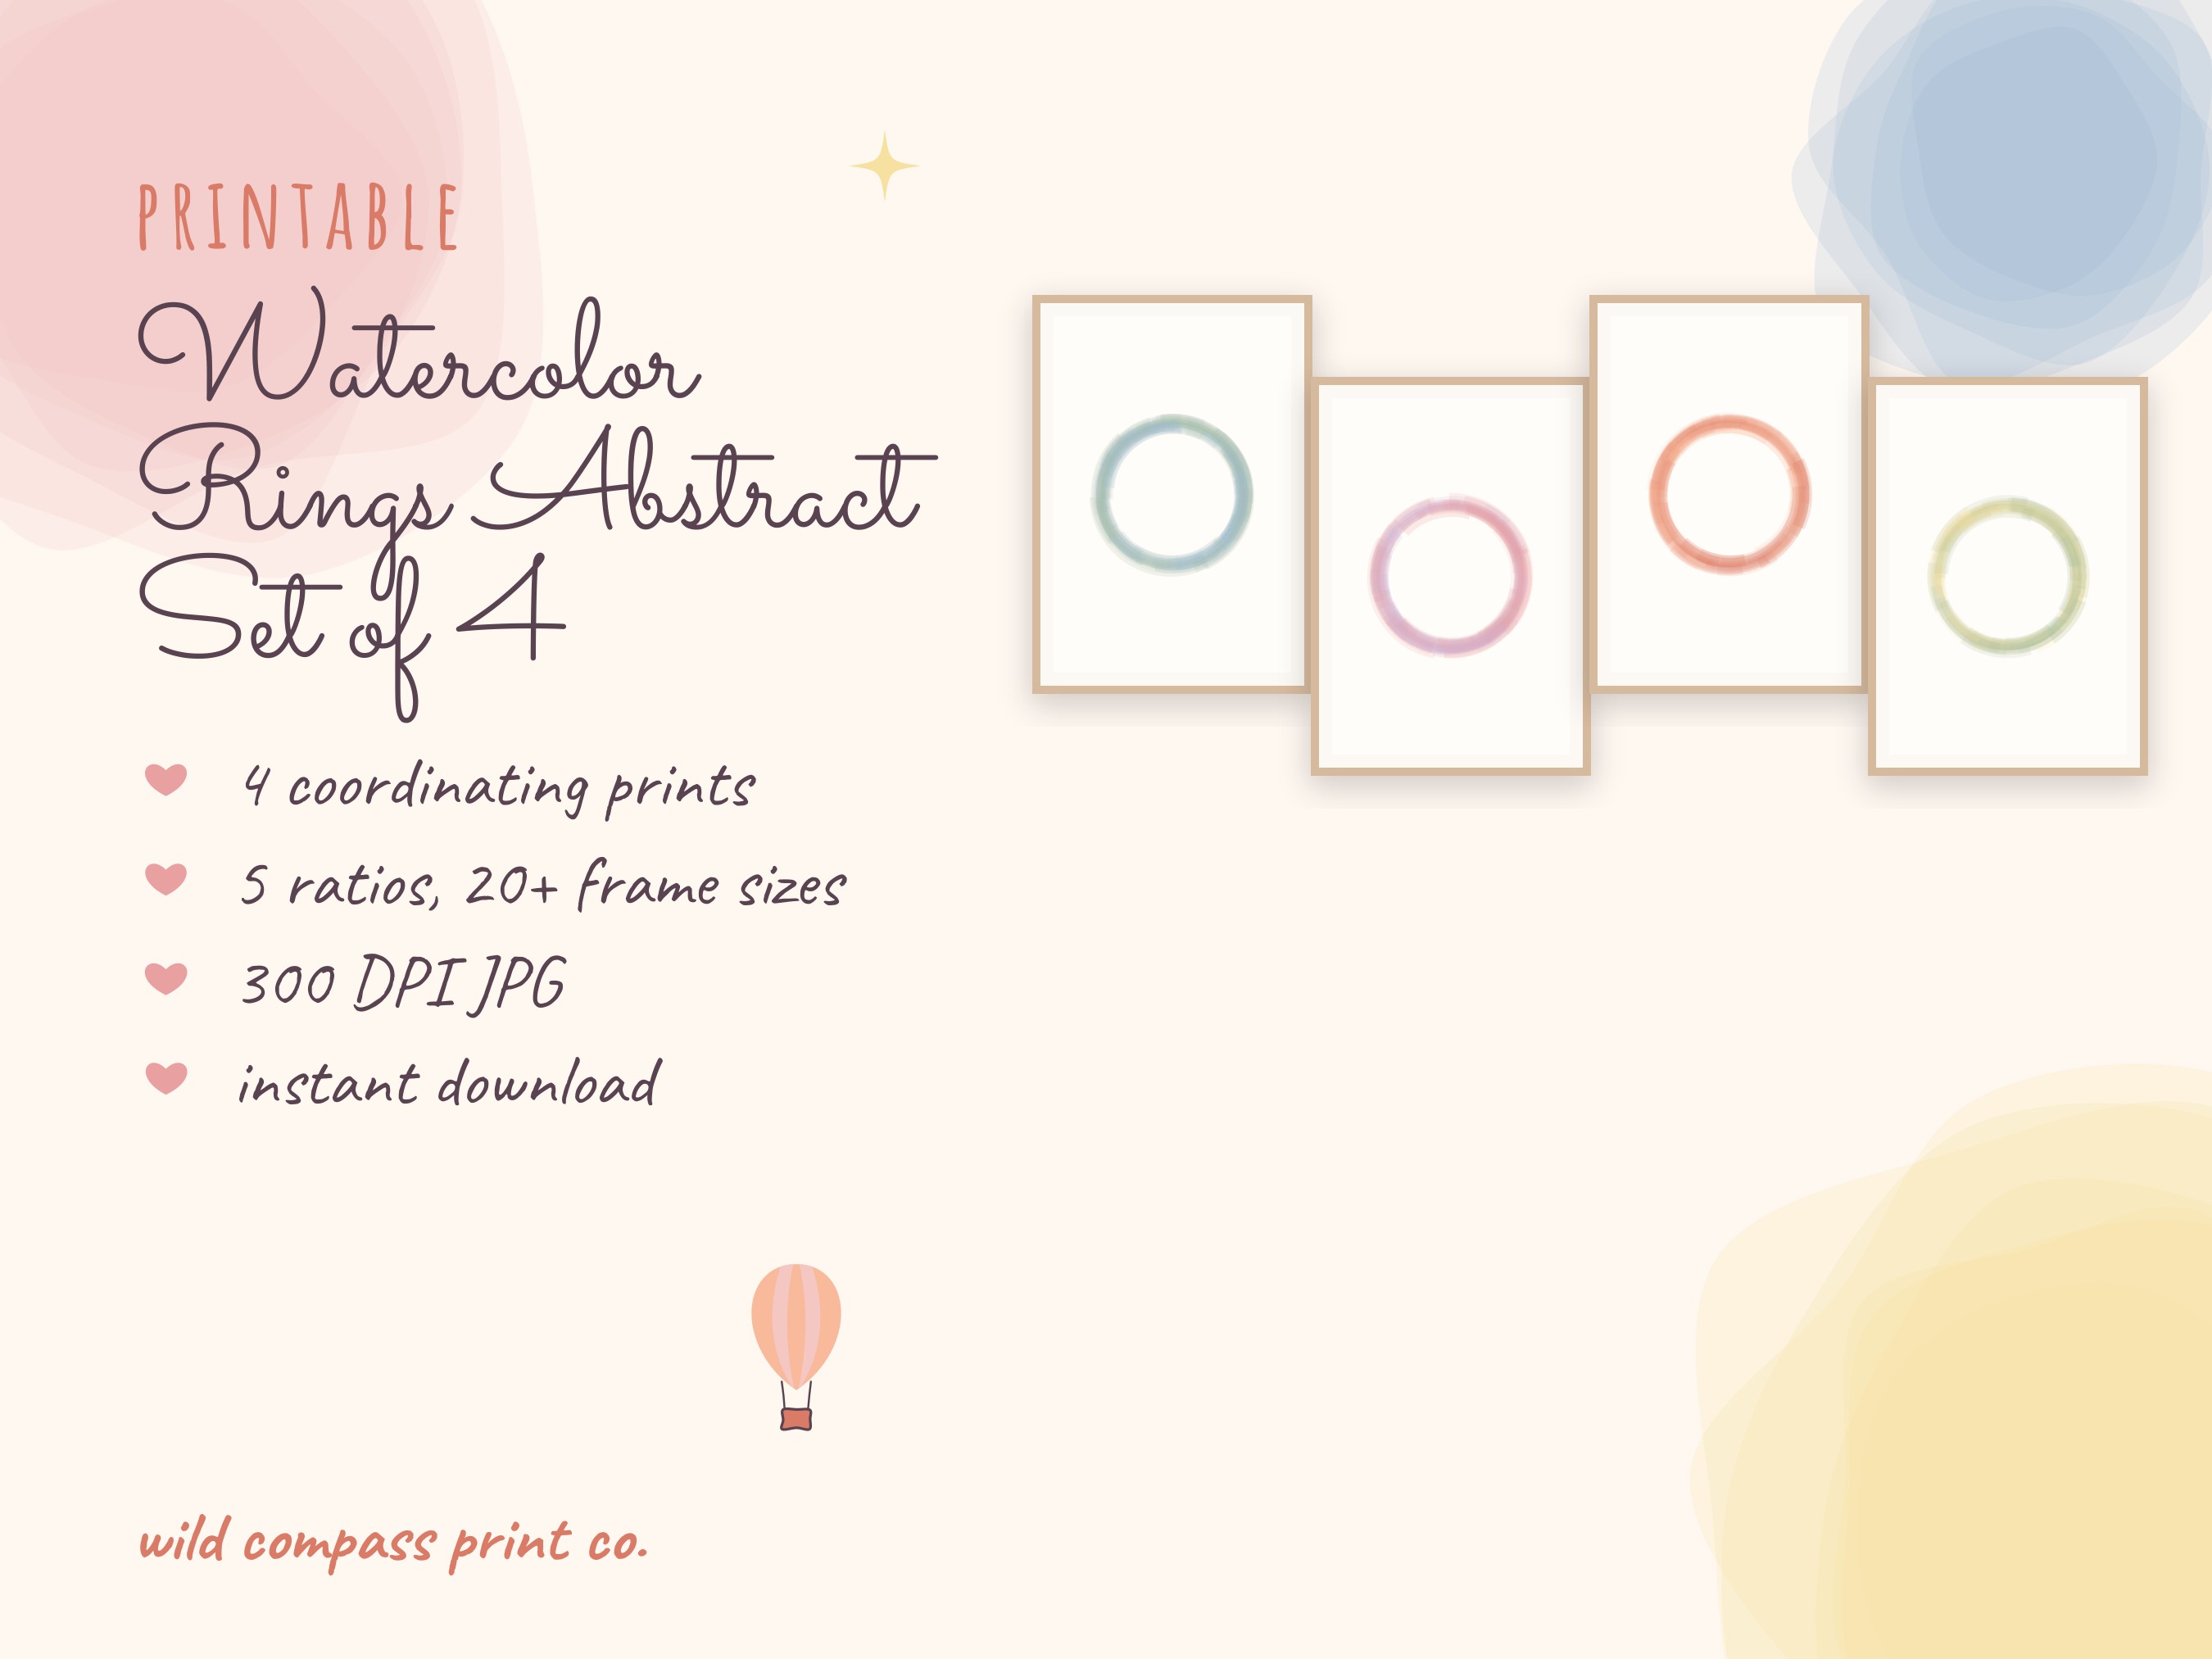 PRINTABLE
Watercolor
Rings Abstract
Set of 4
4 coordinating prints
5 ratios, 20+ frame sizes
300 DPI JPG
instant download
wild compass print co.